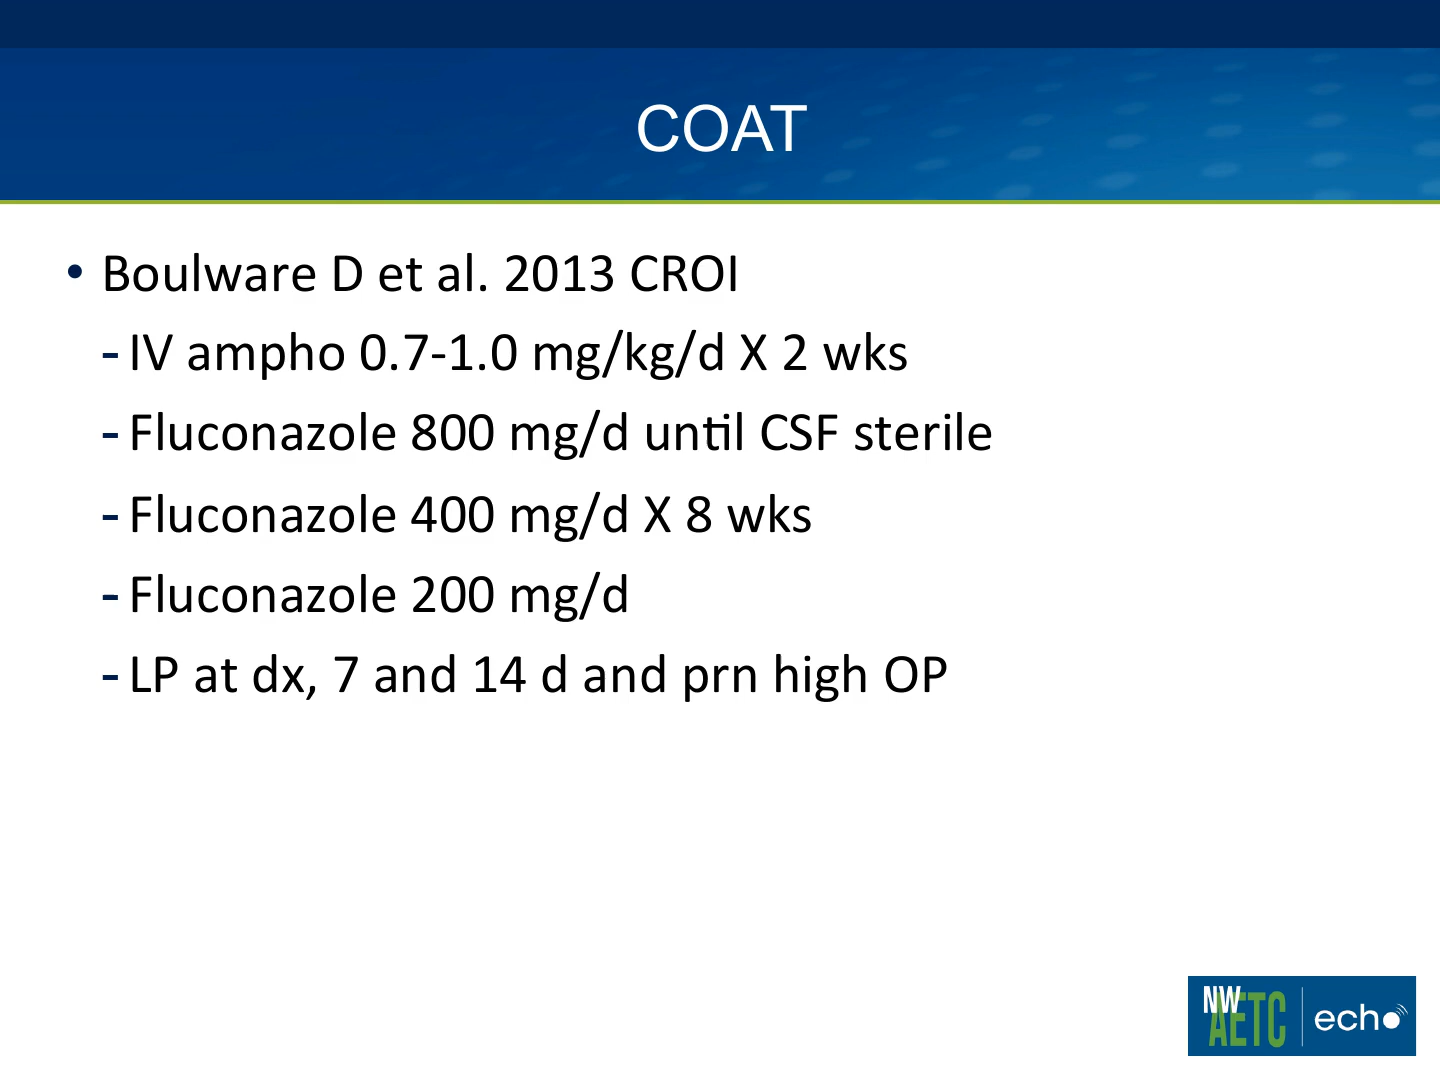 COAT
• Boulware D et al. 2013 CROI
- IV ampho 0.7-1.0 mg/kg/d X 2 wks
- Fluconazole 800 mg/d until CSF sterile
- Fluconazole 400 mg/d X 8 wks
- Fluconazole 200 mg/d
- LP at dx, 7 and 14 d and prn high OP
NW AETC echo